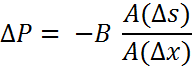 ΔP = −B A(Δs) / A(Δx)